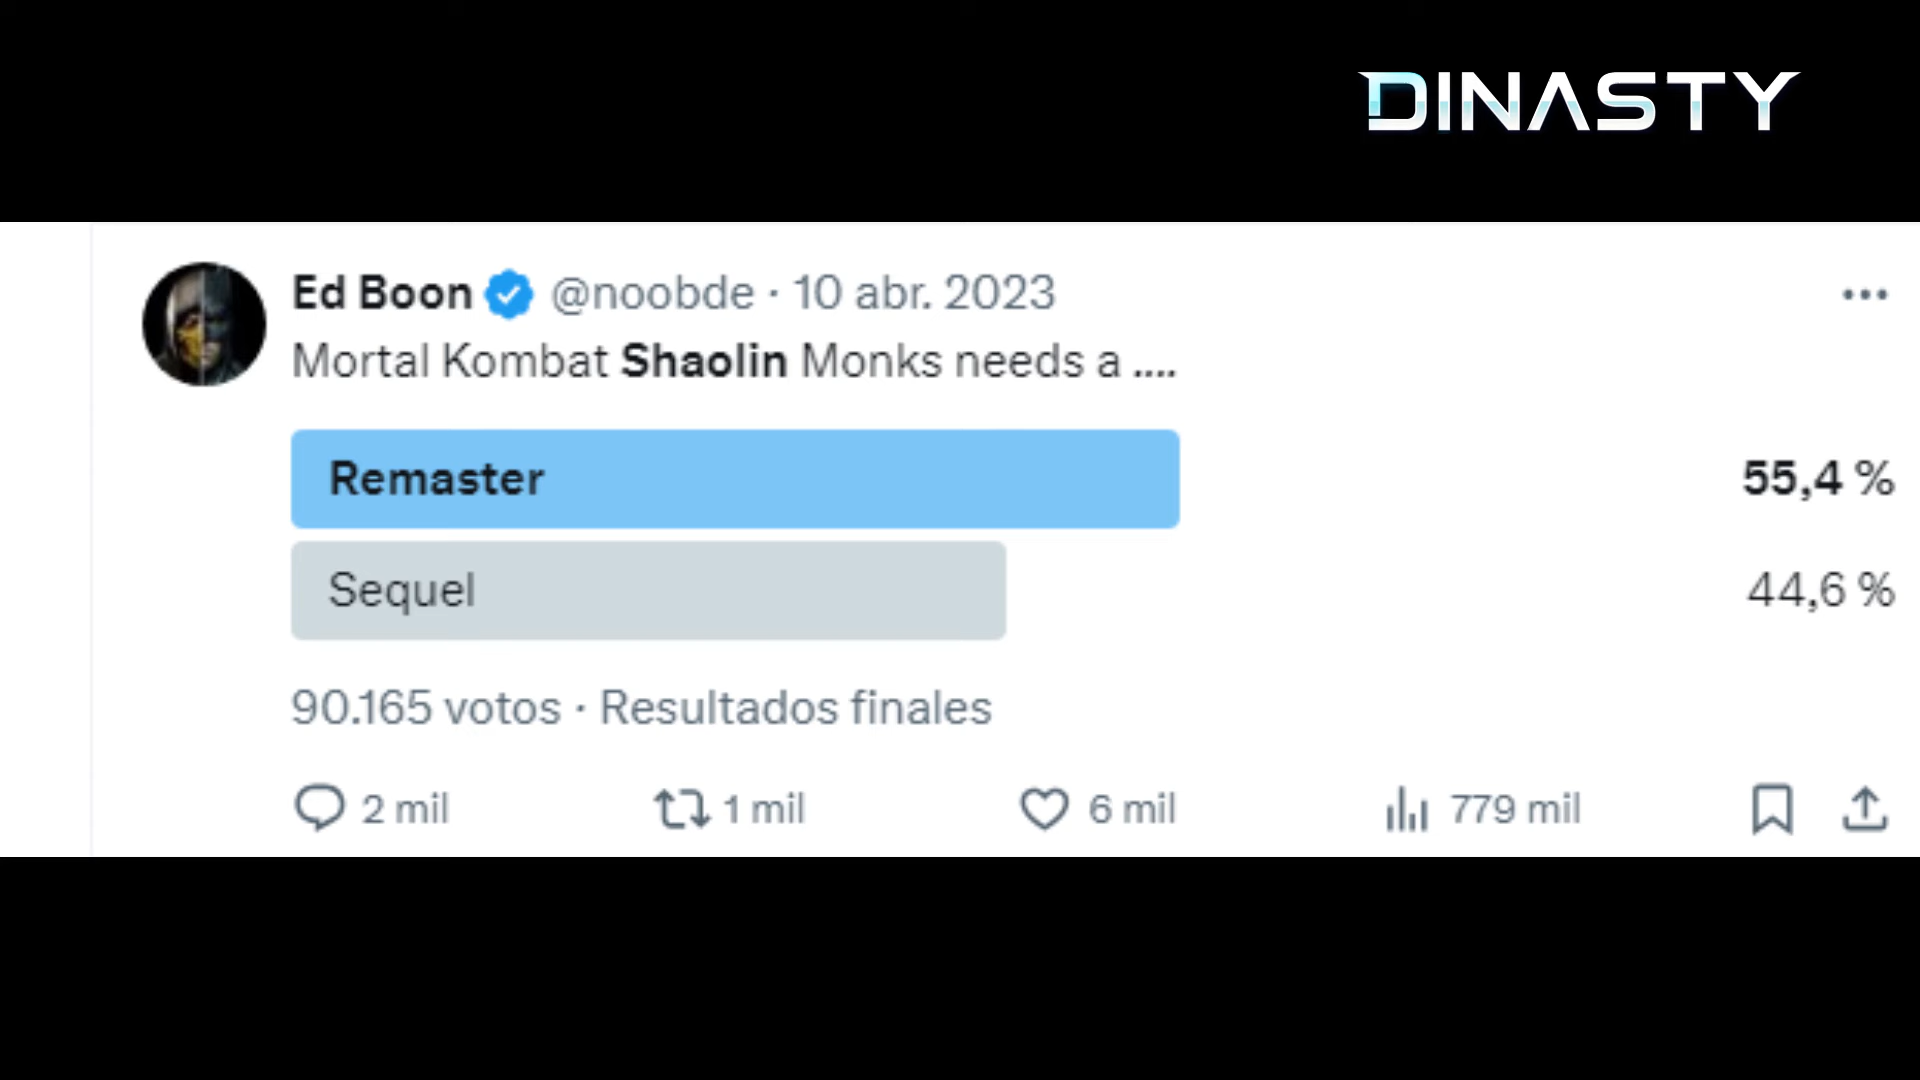 DINASTY
Ed Boon @noobde · 10 abr. 2023
Mortal Kombat Shaolin Monks needs a ....
Remaster 55,4 %
Sequel 44,6 %
90.165 votos · Resultados finales
2 mil 1 mil 6 mil 779 mil